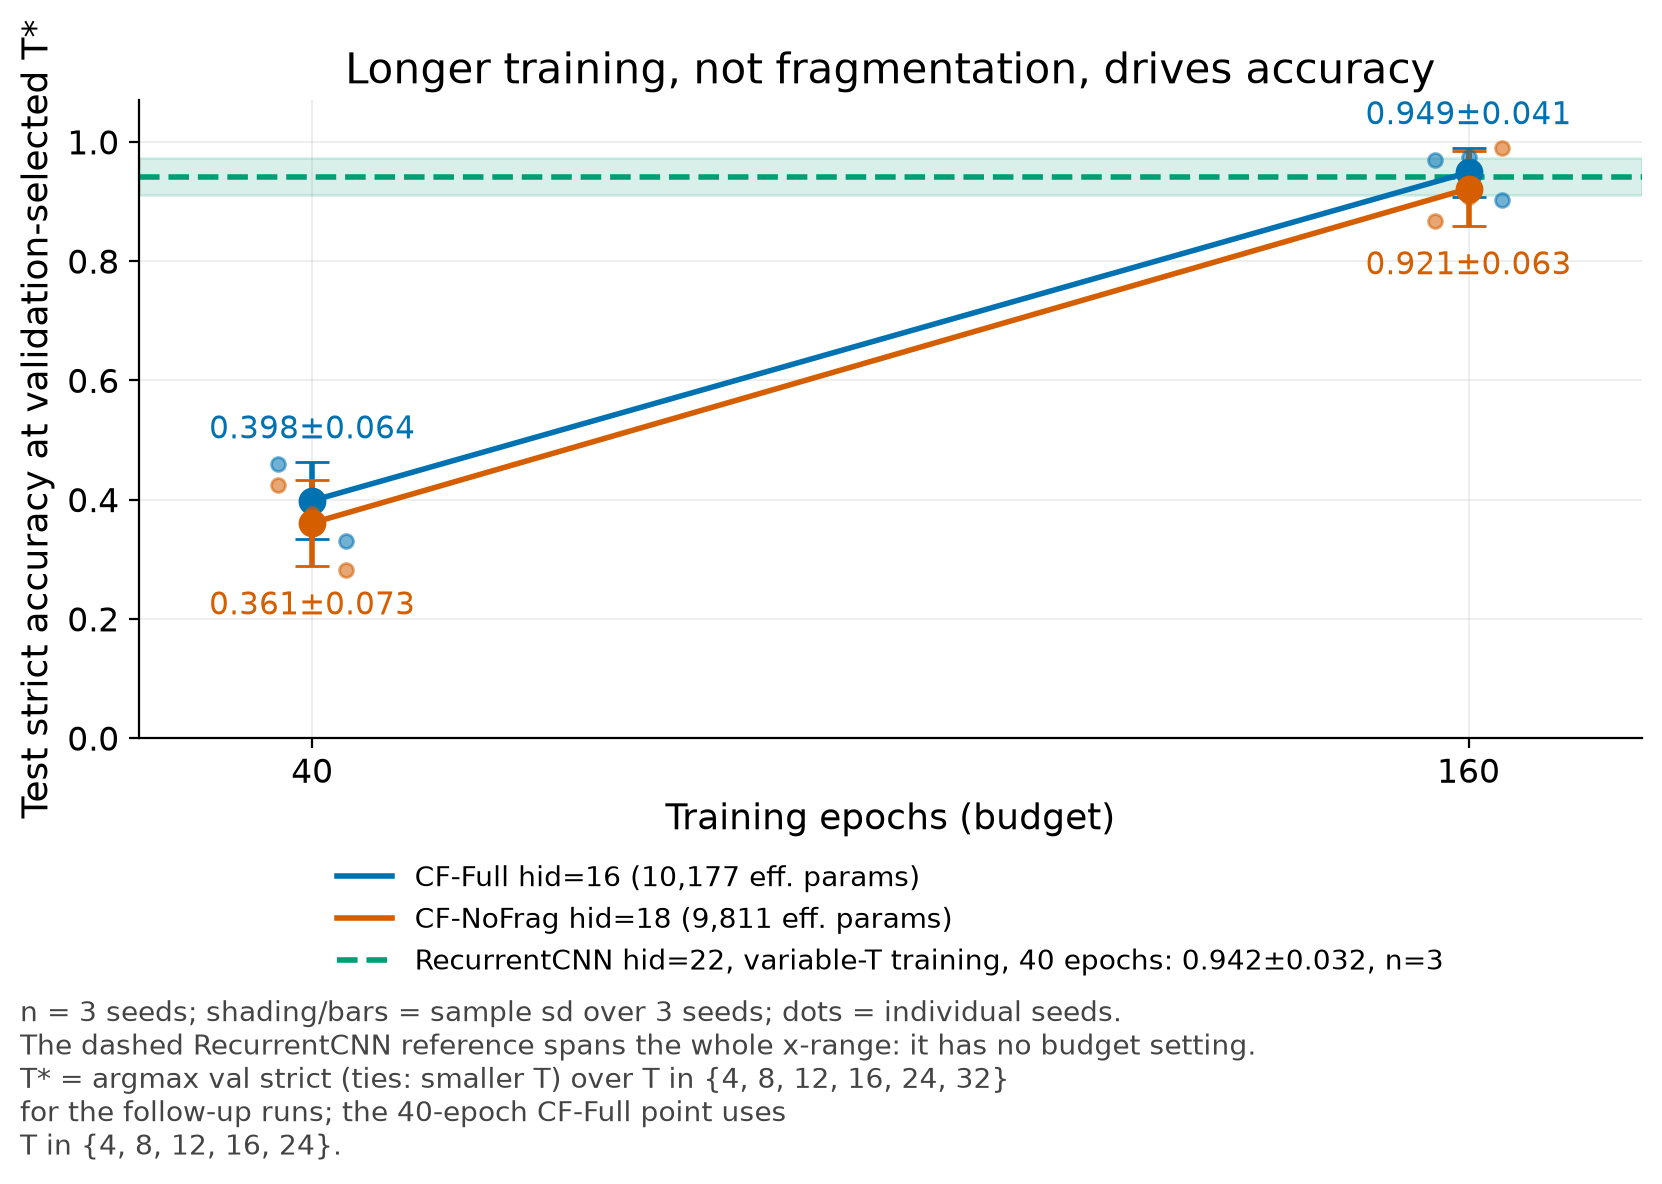 Longer training, not fragmentation, drives accuracy
Test strict accuracy at validation-selected T*
1.0
0.8
0.6
0.4
0.2
0.0
0.949±0.041
0.921±0.063
0.398±0.064
0.361±0.073
40
160
Training epochs (budget)
CF-Full hid=16 (10,177 eff. params)
CF-NoFrag hid=18 (9,811 eff. params)
RecurrentCNN hid=22, variable-T training, 40 epochs: 0.942±0.032, n=3
n = 3 seeds; shading/bars = sample sd over 3 seeds; dots = individual seeds.
The dashed RecurrentCNN reference spans the whole x-range: it has no budget setting.
T* = argmax val strict (ties: smaller T) over T in {4, 8, 12, 16, 24, 32}
for the follow-up runs; the 40-epoch CF-Full point uses
T in {4, 8, 12, 16, 24}.